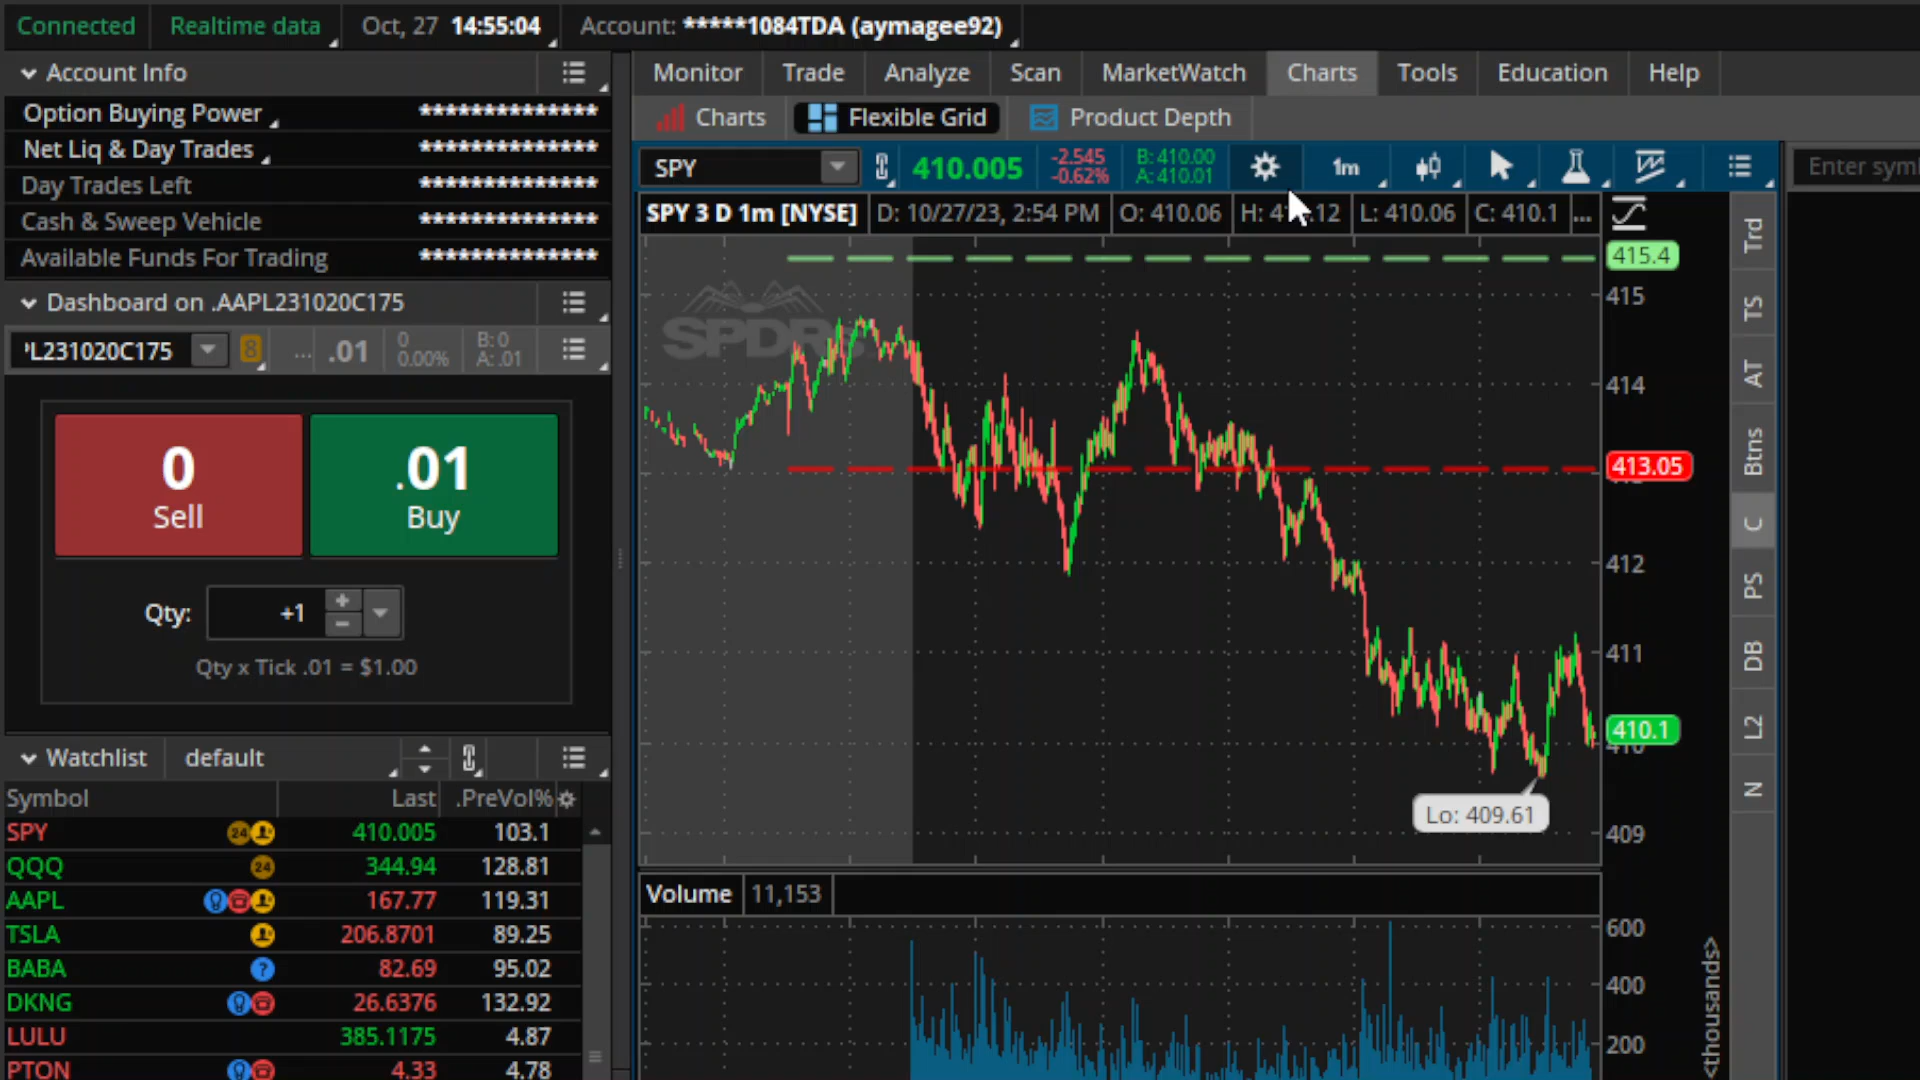 Connected Realtime data Oct, 27 14:55:04 Account: *****1084TDA (aymagee92)
Account Info
Option Buying Power **************
Net Liq & Day Trades **************
Day Trades Left **************
Cash & Sweep Vehicle **************
Available Funds For Trading **************
Dashboard on .AAPL231020C175
L231020C175 8 ... .01 0 0.00% B: 0 A: .01
0 .01
Sell Buy
Qty: +1
Qty x Tick .01 = $1.00
Watchlist default
Symbol Last .PreVol%
SPY 24 410.005 103.1
QQQ 24 344.94 128.81
AAPL 167.77 119.31
TSLA 206.8701 89.25
BABA ? 82.69 95.02
DKNG 26.6376 132.92
LULU 385.1175 4.87
PTON 4.33 4.78
Monitor Trade Analyze Scan MarketWatch Charts Tools Education Help
Charts Flexible Grid Product Depth
SPY 410.005 -2.545 -0.62% B: 410.00 A: 410.01 1m
Enter sym
SPY 3 D 1m [NYSE] D: 10/27/23, 2:54 PM O: 410.06 H: .12 L: 410.06 C: 410.1 ...
SPDR
415.4
415
414
413.05
412
411
410.1
410
409
Lo: 409.61
Volume 11,153
600
400
200
<thousands>
Trd
TS
AT
Btns
C
PS
DB
L2
N